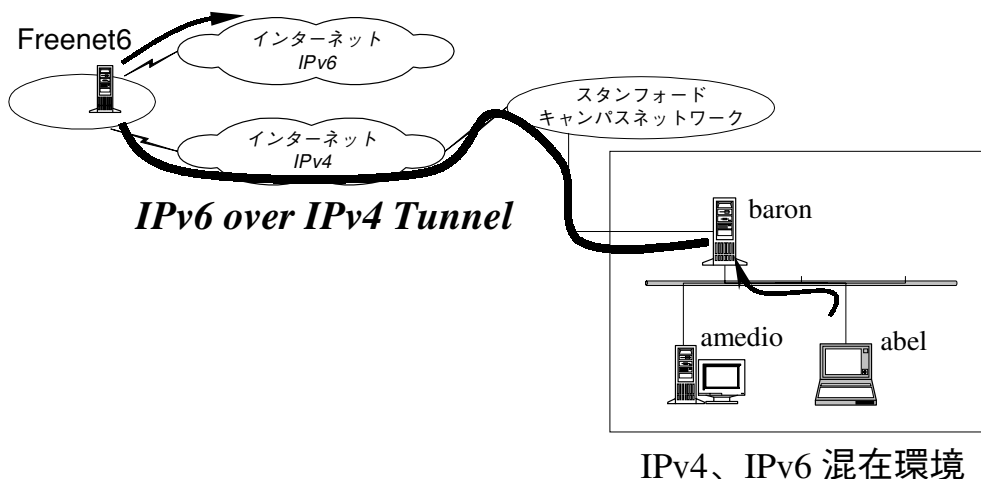 Freenet6
インターネット
IPv6
スタンフォード
キャンパスネットワーク
インターネット
IPv4
IPv6 over IPv4 Tunnel
baron
amedio
abel
IPv4、IPv6 混在環境